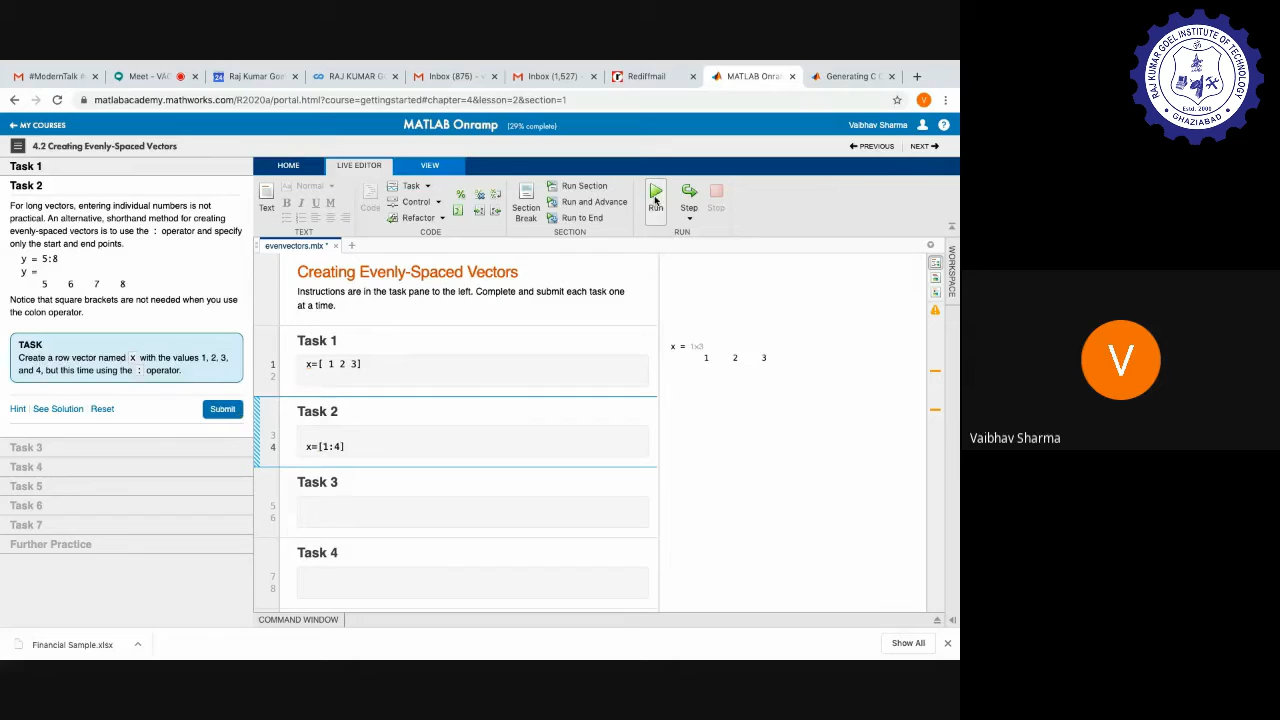 #ModernTalk
Meet - VAC
Raj Kumar Goe
RAJ KUMAR G
Inbox (875) - v
Inbox (1,527) -
Rediffmail
MATLAB Onra
Generating C C
matlabacademy.mathworks.com/R2020a/portal.html?course=gettingstarted#chapter=4&lesson=2&section=1
V
MY COURSES
MATLAB Onramp (29% complete)
Vaibhav Sharma
4.2 Creating Evenly-Spaced Vectors
PREVIOUS
NEXT
Task 1
Task 2
For long vectors, entering individual numbers is not
practical. An alternative, shorthand method for creating
evenly-spaced vectors is to use the : operator and specify
only the start and end points.
y = 5:8
y =
5 6 7 8
Notice that square brackets are not needed when you use
the colon operator.
TASK
Create a row vector named x with the values 1, 2, 3,
and 4, but this time using the : operator.
Hint See Solution Reset
Submit
Task 3
Task 4
Task 5
Task 6
Task 7
Further Practice
HOME
LIVE EDITOR
VIEW
Text
Normal
B I U M
TEXT
Code
Task
Control
Refactor
CODE
Section
Break
Run Section
Run and Advance
Run to End
SECTION
Run
Step
Stop
RUN
evenvectors.mlx *
WORKSPACE
Creating Evenly-Spaced Vectors
Instructions are in the task pane to the left. Complete and submit each task one
at a time.
Task 1
1 x=[ 1 2 3]
2
Task 2
3
4 x=[1:4]
Task 3
5
6
Task 4
7
8
x = 1x3
1 2 3
COMMAND WINDOW
Financial Sample.xlsx
Show All
RAJ KUMAR GOEL INSTITUTE OF TECHNOLOGY
Estd. 2000
GHAZIABAD
V
Vaibhav Sharma